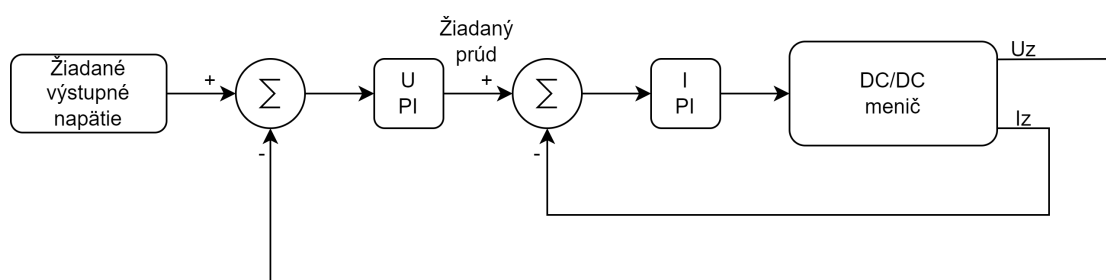 Žiadané
výstupné
napätie
+
-
∑
U
PI
Žiadaný
prúd
+
-
∑
I
PI
DC/DC
menič
Uz
Iz